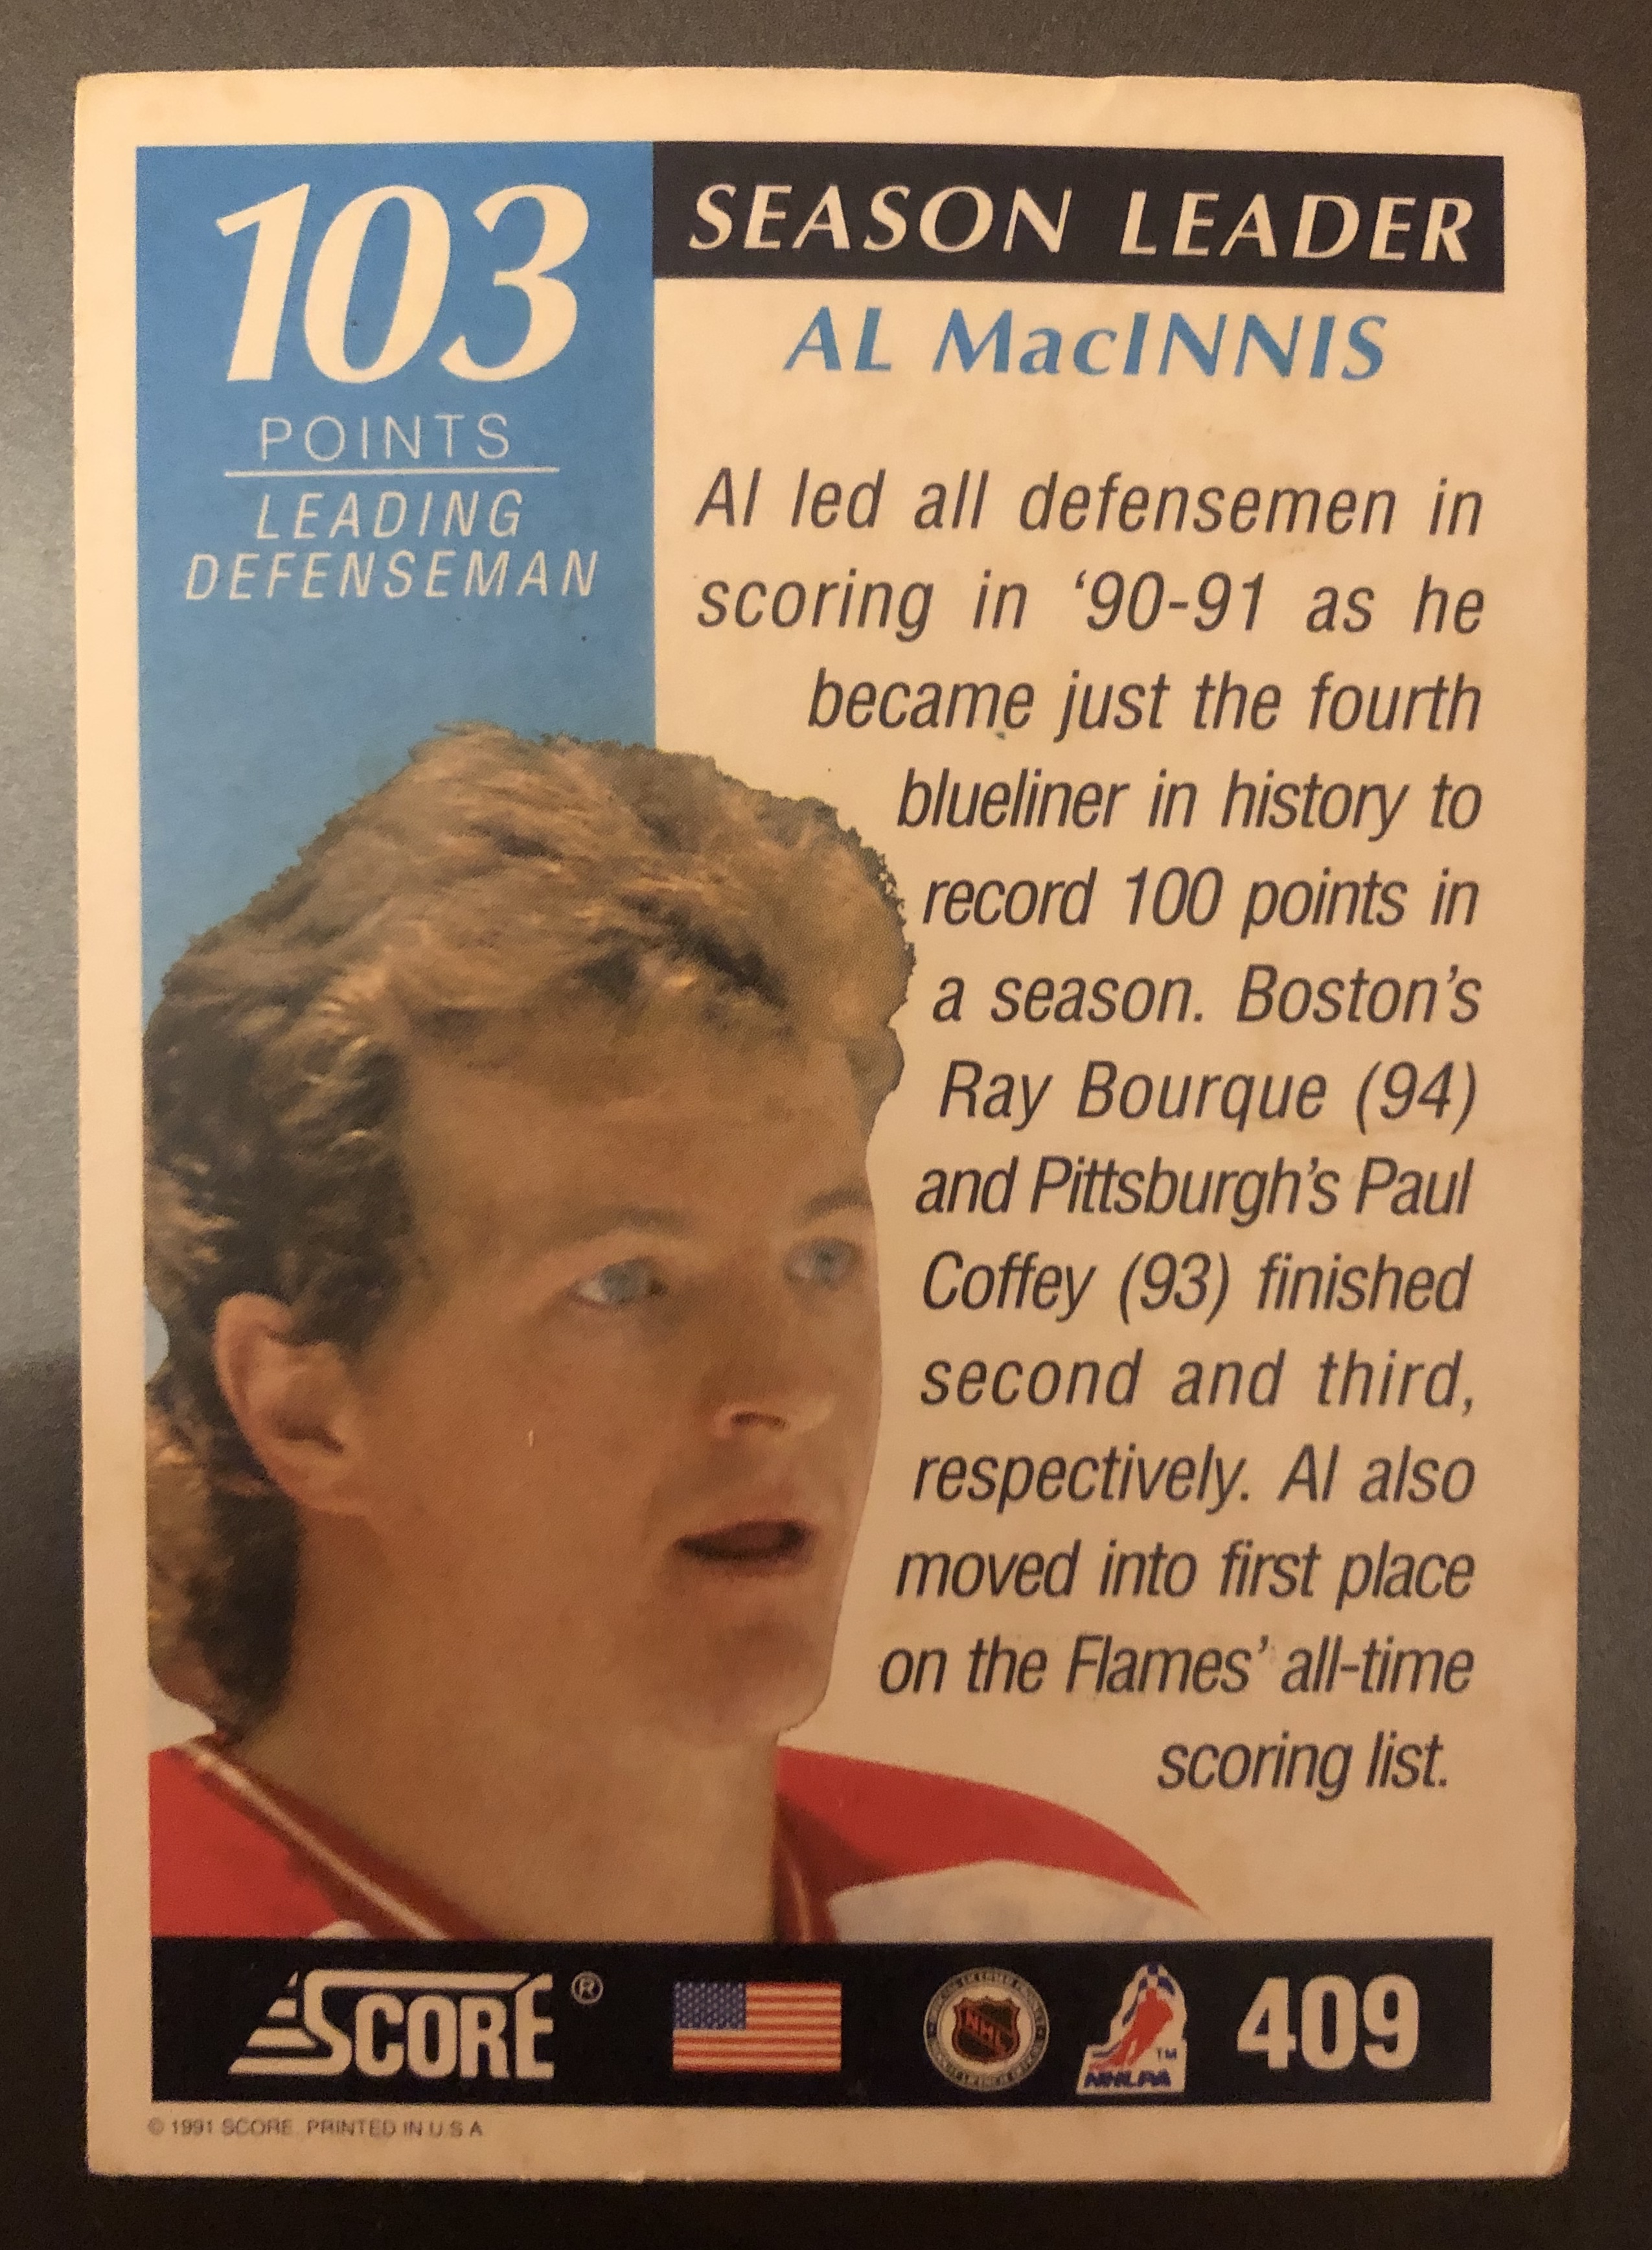 103
POINTS
LEADING
DEFENSEMAN
SEASON LEADER
AL MacINNIS
Al led all defensemen in
scoring in ‘90-91 as he
became just the fourth
blueliner in history to
record 100 points in
a season. Boston’s
Ray Bourque (94)
and Pittsburgh’s Paul
Coffey (93) finished
second and third,
respectively. Al also
moved into first place
on the Flames’ all-time
scoring list.
SCORE®
NHL
NHLPA
TM
409
© 1991 SCORE. PRINTED IN U.S.A